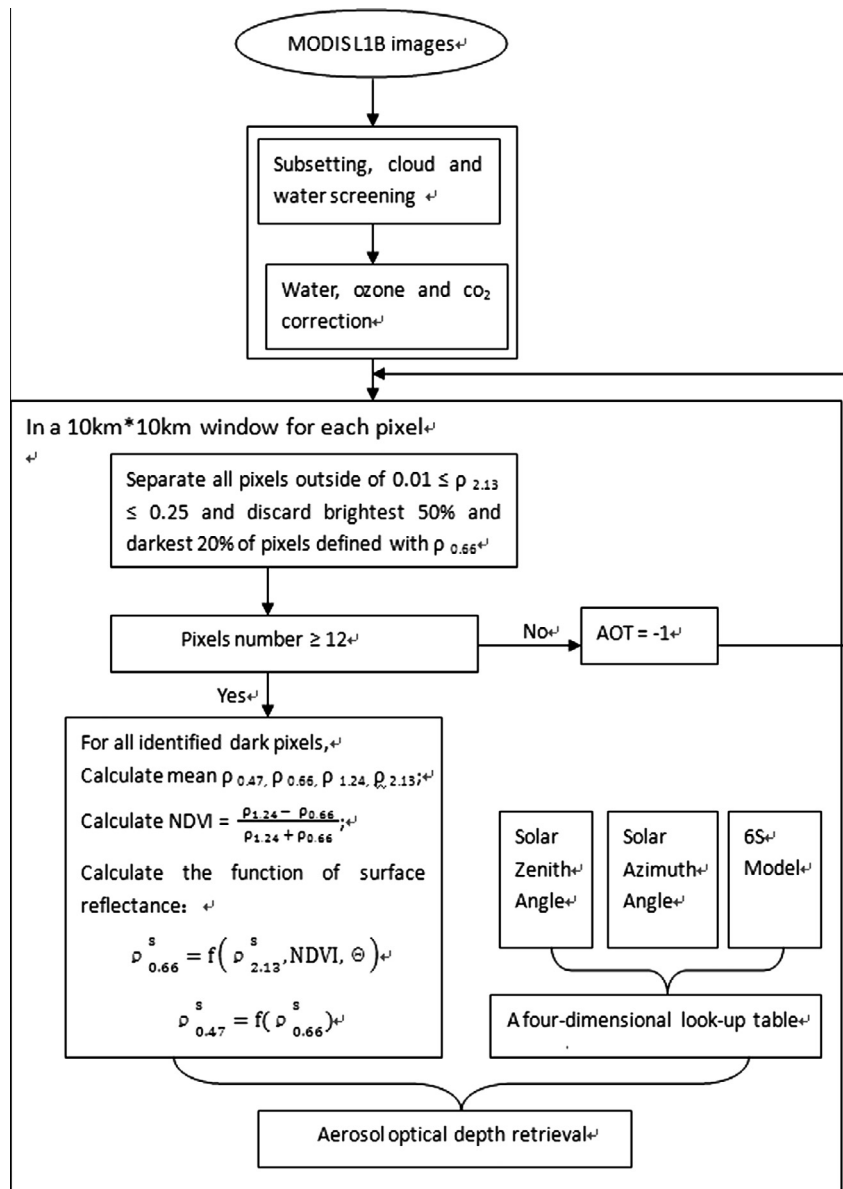 MODISL1B images↵
Subsetting, cloud and
water screening ↵
Water, ozone and co₂
correction↵
In a 10km*10km window for each pixel↵
↵
Separate all pixels outside of 0.01 ≤ ρ 2.13
≤ 0.25 and discard brightest 50% and
darkest 20% of pixels defined with ρ 0.66↵
Pixels number ≥ 12↵
No↵
AOT = -1↵
Yes↵
For all identified dark pixels,↵
Calculate mean ρ 0.47, ρ 0.66, ρ 1.24, ρ 2.13;↵
Calculate NDVI = (ρ1.24 − ρ0.66)/(ρ1.24 + ρ0.66);↵
Calculate the function of surface
reflectance: ↵
ρ^s 0.66 = f(ρ^s 2.13, NDVI, Θ)↵
ρ^s 0.47 = f(ρ^s 0.66)↵
Solar↵
Zenith↵
Angle↵
Solar
Azimuth↵
Angle↵
6S↵
Model↵
A four-dimensional look-up table↵
Aerosol optical depth retrieval↵